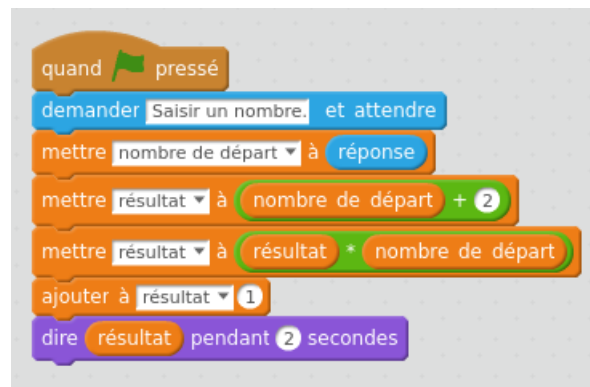 quand pressé
demander Saisir un nombre. et attendre
mettre nombre de départ à réponse
mettre résultat à nombre de départ + 2
mettre résultat à résultat * nombre de départ
ajouter à résultat 1
dire résultat pendant 2 secondes